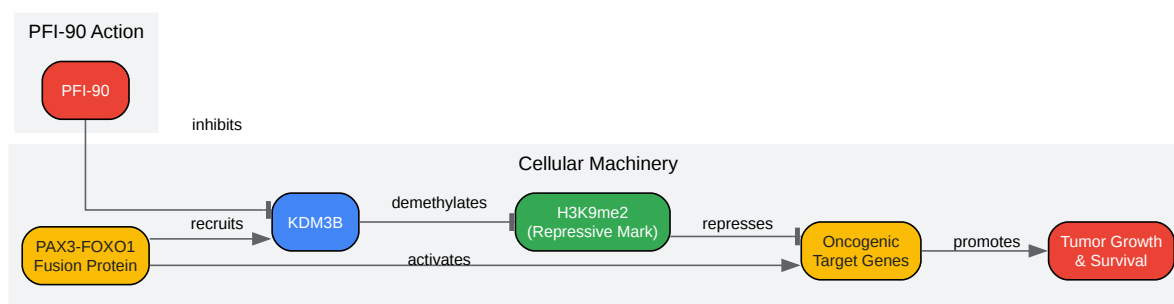 PFI-90 Action
PFI-90
inhibits
Cellular Machinery
PAX3-FOXO1
Fusion Protein
recruits
KDM3B
demethylates
H3K9me2
(Repressive Mark)
represses
activates
Oncogenic
Target Genes
promotes
Tumor Growth
& Survival